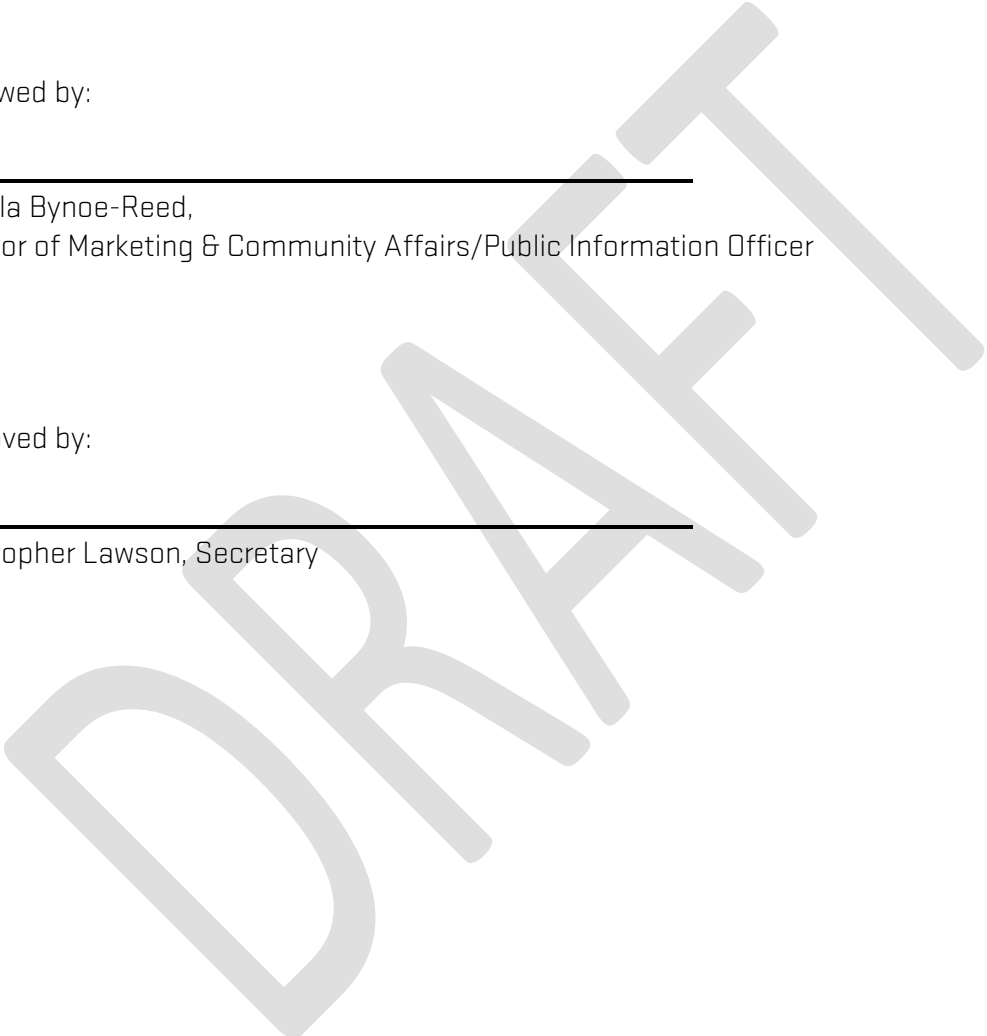 wed by:
la Bynoe-Reed,
or of Marketing & Community Affairs/Public Information Officer
ved by:
opher Lawson, Secretary
DRAFT